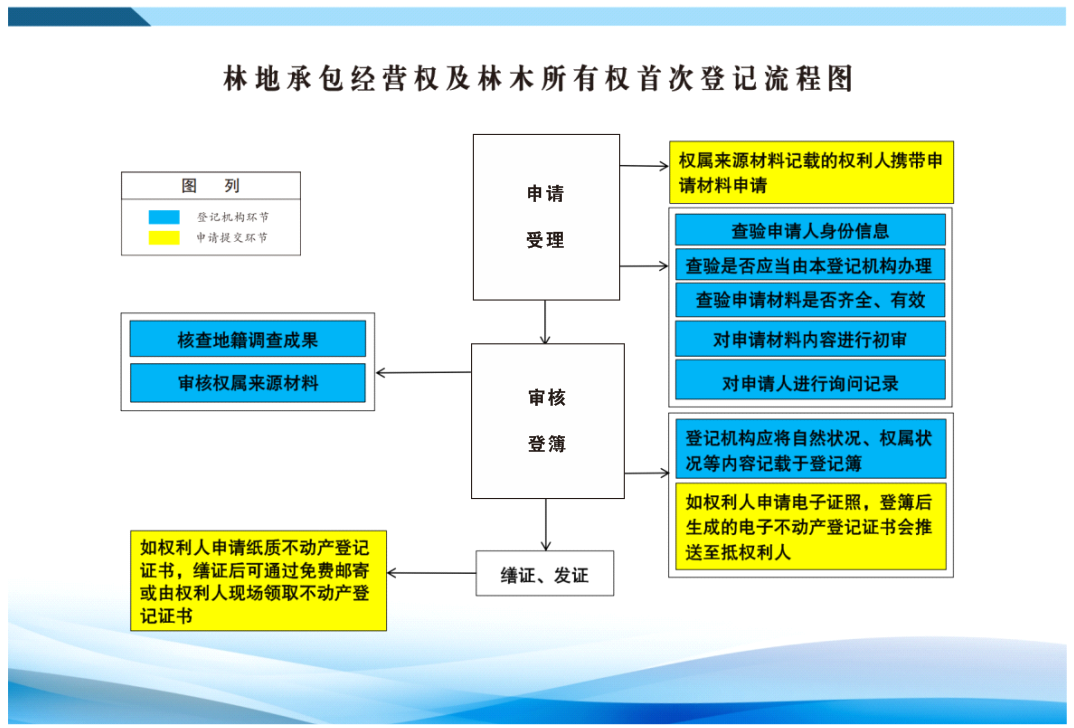 林地承包经营权及林木所有权首次登记流程图
图 列
登记机构环节
申请提交环节
申请
受理
权属来源材料记载的权利人携带申
请材料申请
查验申请人身份信息
查验是否应当由本登记机构办理
查验申请材料是否齐全、有效
对申请材料内容进行初审
对申请人进行询问记录
核查地籍调查成果
审核权属来源材料
审核
登簿
登记机构应将自然状况、权属状
况等内容记载于登记簿
如权利人申请电子证照，登簿后
生成的电子不动产登记证书会推
送至抵权利人
缮证、发证
如权利人申请纸质不动产登记
证书，缮证后可通过免费邮寄
或由权利人现场领取不动产登
记证书